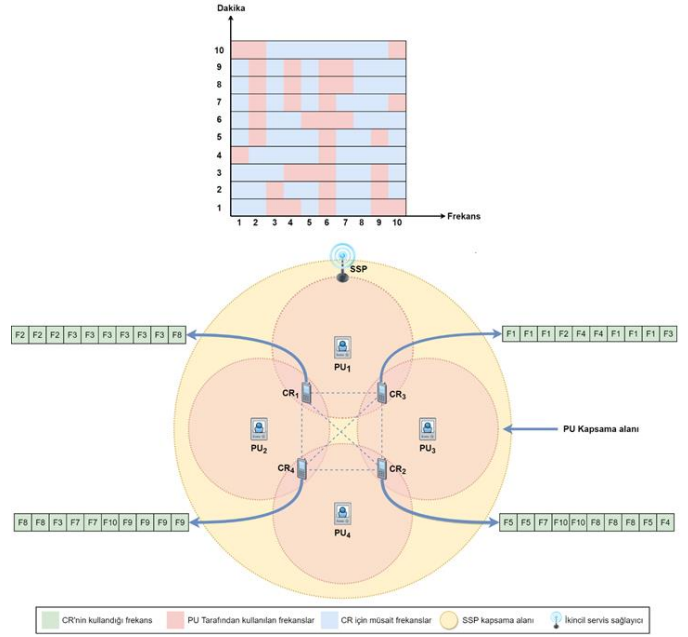 Dakika
10
9
8
7
6
5
4
3
2
1
1 2 3 4 5 6 7 8 9 10
Frekans
SSP
F2 F2 F2 F3 F3 F3 F3 F3 F3 F8
F1 F1 F1 F2 F4 F4 F1 F1 F1 F3
PU1
CR1
CR3
PU2
PU3
PU Kapsama alanı
CR4
CR2
PU4
F8 F8 F3 F7 F7 F10 F9 F9 F9 F9
F5 F5 F7 F10 F10 F8 F8 F8 F5 F4
CR'nin kullandığı frekans
PU Tarafından kullanılan frekanslar
CR için müsait frekanslar
SSP kapsama alanı
İkincil servis sağlayıcı